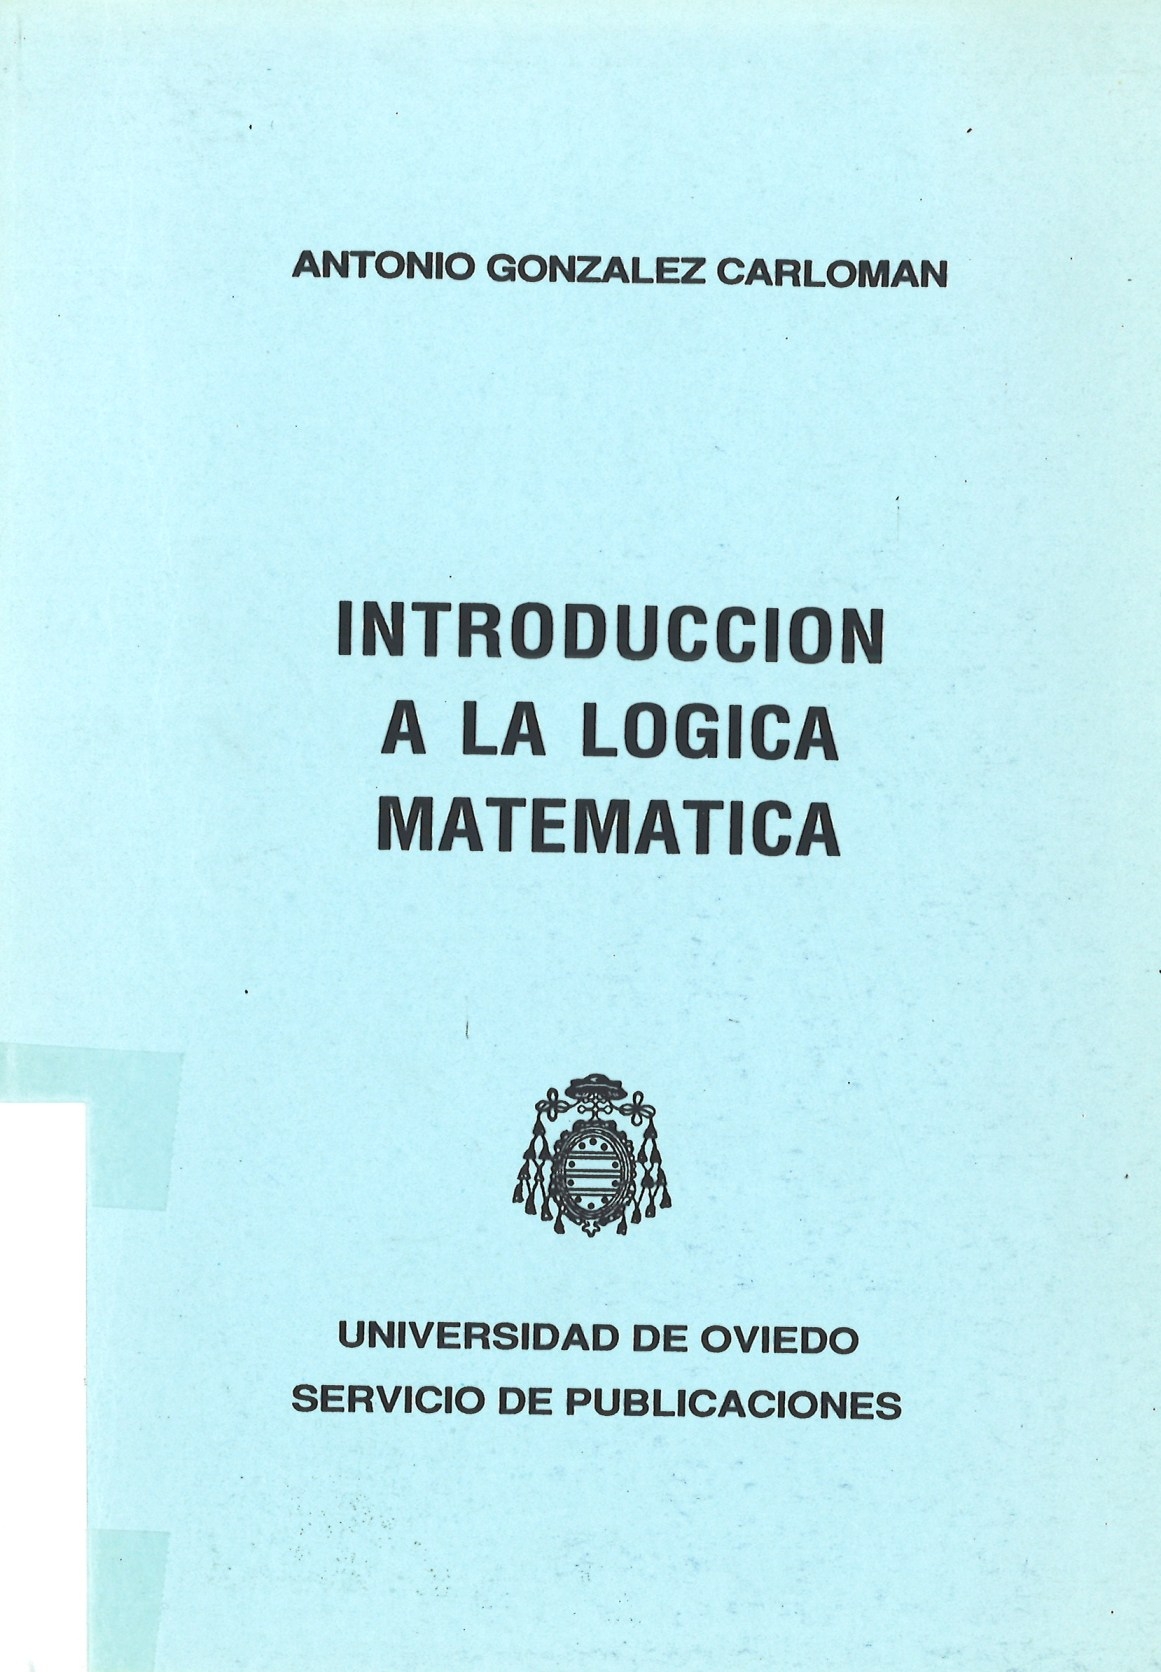 ANTONIO GONZALEZ CARLOMAN
INTRODUCCION
A LA LOGICA
MATEMATICA
UNIVERSIDAD DE OVIEDO
SERVICIO DE PUBLICACIONES